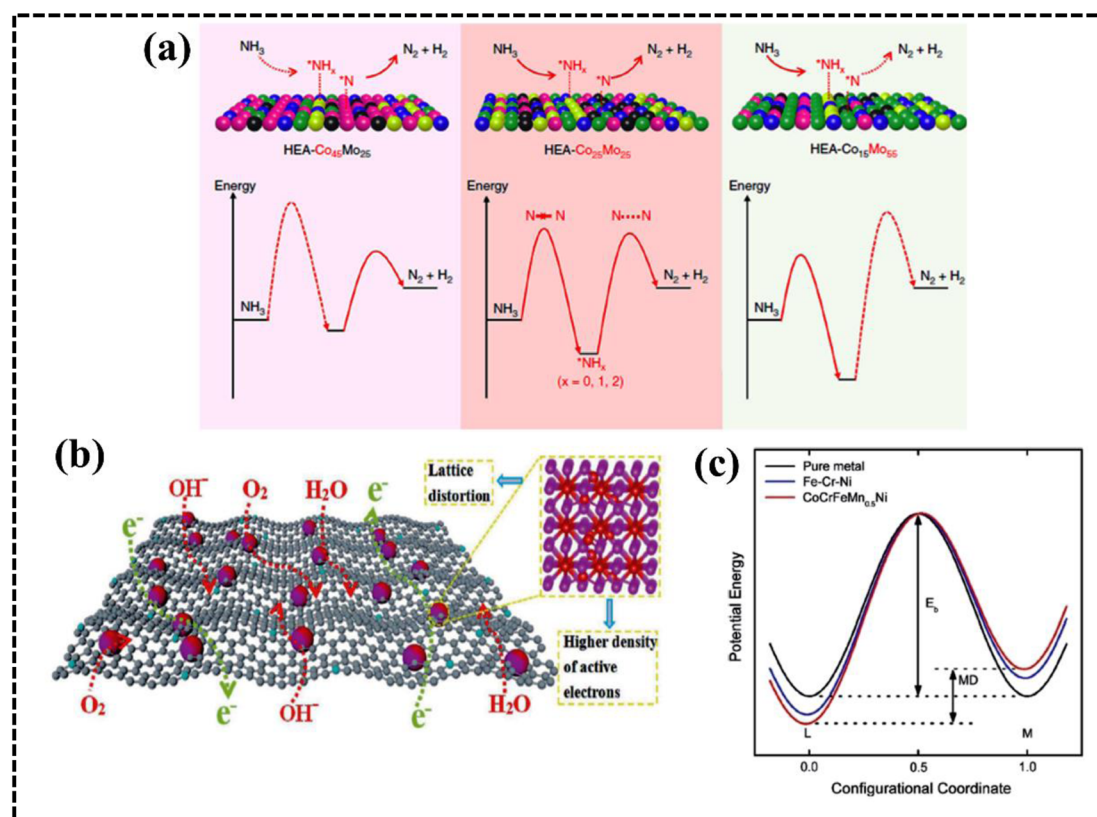 (a)
NH₃
*NHₓ
*N
N₂ + H₂
HEA-Co₄₅Mo₂₅
NH₃
*NHₓ
*N
N₂ + H₂
HEA-Co₂₅Mo₂₅
NH₃
*NHₓ
*N
N₂ + H₂
HEA-Co₁₅Mo₅₅
Energy
NH₃
N₂ + H₂
Energy
N N
N N
NH₃
N₂ + H₂
*NHₓ
(x = 0, 1, 2)
Energy
NH₃
N₂ + H₂
(b)
OH⁻
O₂
H₂O
e⁻
e⁻
Lattice
distortion
Higher density
of active
electrons
O₂
e⁻
OH⁻
e⁻
H₂O
(c)
Pure metal
Fe-Cr-Ni
CoCrFeMn₀.₅Ni
Potential Energy
E_b
MD
L
M
0.0
0.5
1.0
Configurational Coordinate